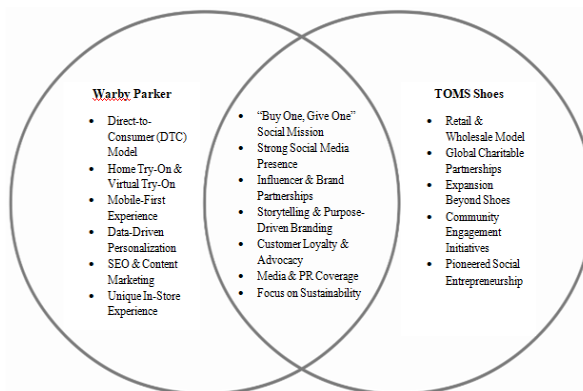 Warby Parker
• Direct-to-
Consumer (DTC)
Model
• Home Try-On &
Virtual Try-On
• Mobile-First
Experience
• Data-Driven
Personalization
• SEO & Content
Marketing
• Unique In-Store
Experience
• “Buy One, Give One”
Social Mission
• Strong Social Media
Presence
• Influencer & Brand
Partnerships
• Storytelling & Purpose-
Driven Branding
• Customer Loyalty &
Advocacy
• Media & PR Coverage
• Focus on Sustainability
TOMS Shoes
• Retail &
Wholesale Model
• Global Charitable
Partnerships
• Expansion
Beyond Shoes
• Community
Engagement
Initiatives
• Pioneered Social
Entrepreneurship